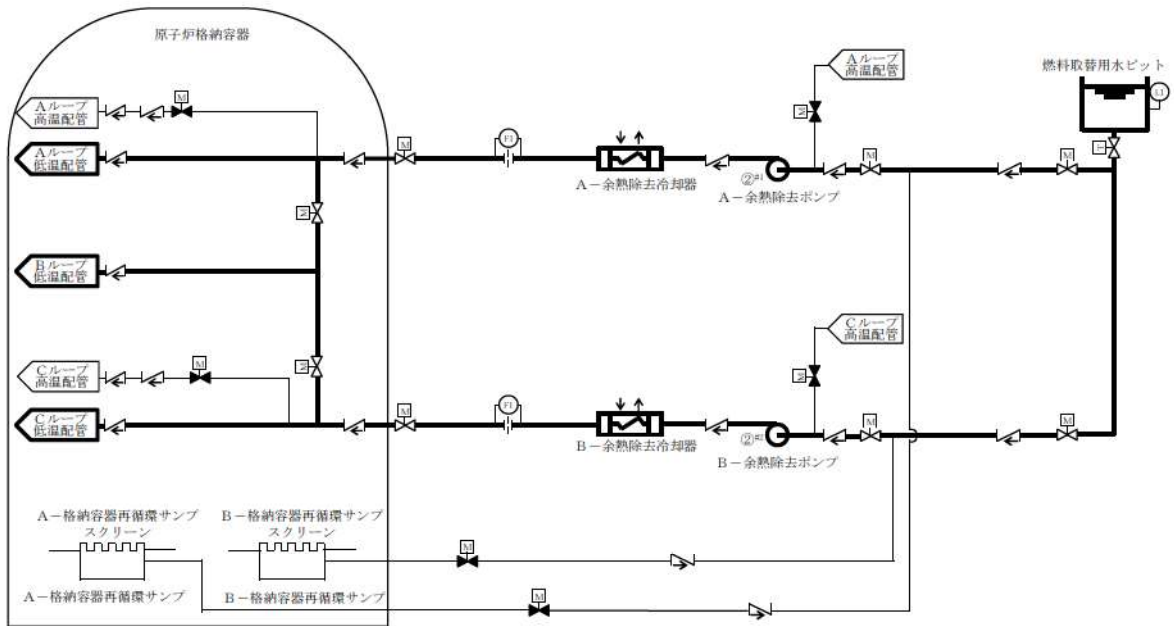 原子炉格納容器
Aループ
高温配管
燃料取替用水ピット
LI
Aループ
高温配管
M
M
Aループ
低温配管
M
FI
A-余熱除去冷却器
②※1
A-余熱除去ポンプ
M
M
T
M
Bループ
低温配管
Cループ
高温配管
M
M
Cループ
高温配管
M
Cループ
低温配管
M
FI
B-余熱除去冷却器
②※1
B-余熱除去ポンプ
M
M
A-格納容器再循環サンプ
スクリーン
B-格納容器再循環サンプ
スクリーン
M
A-格納容器再循環サンプ
B-格納容器再循環サンプ
M